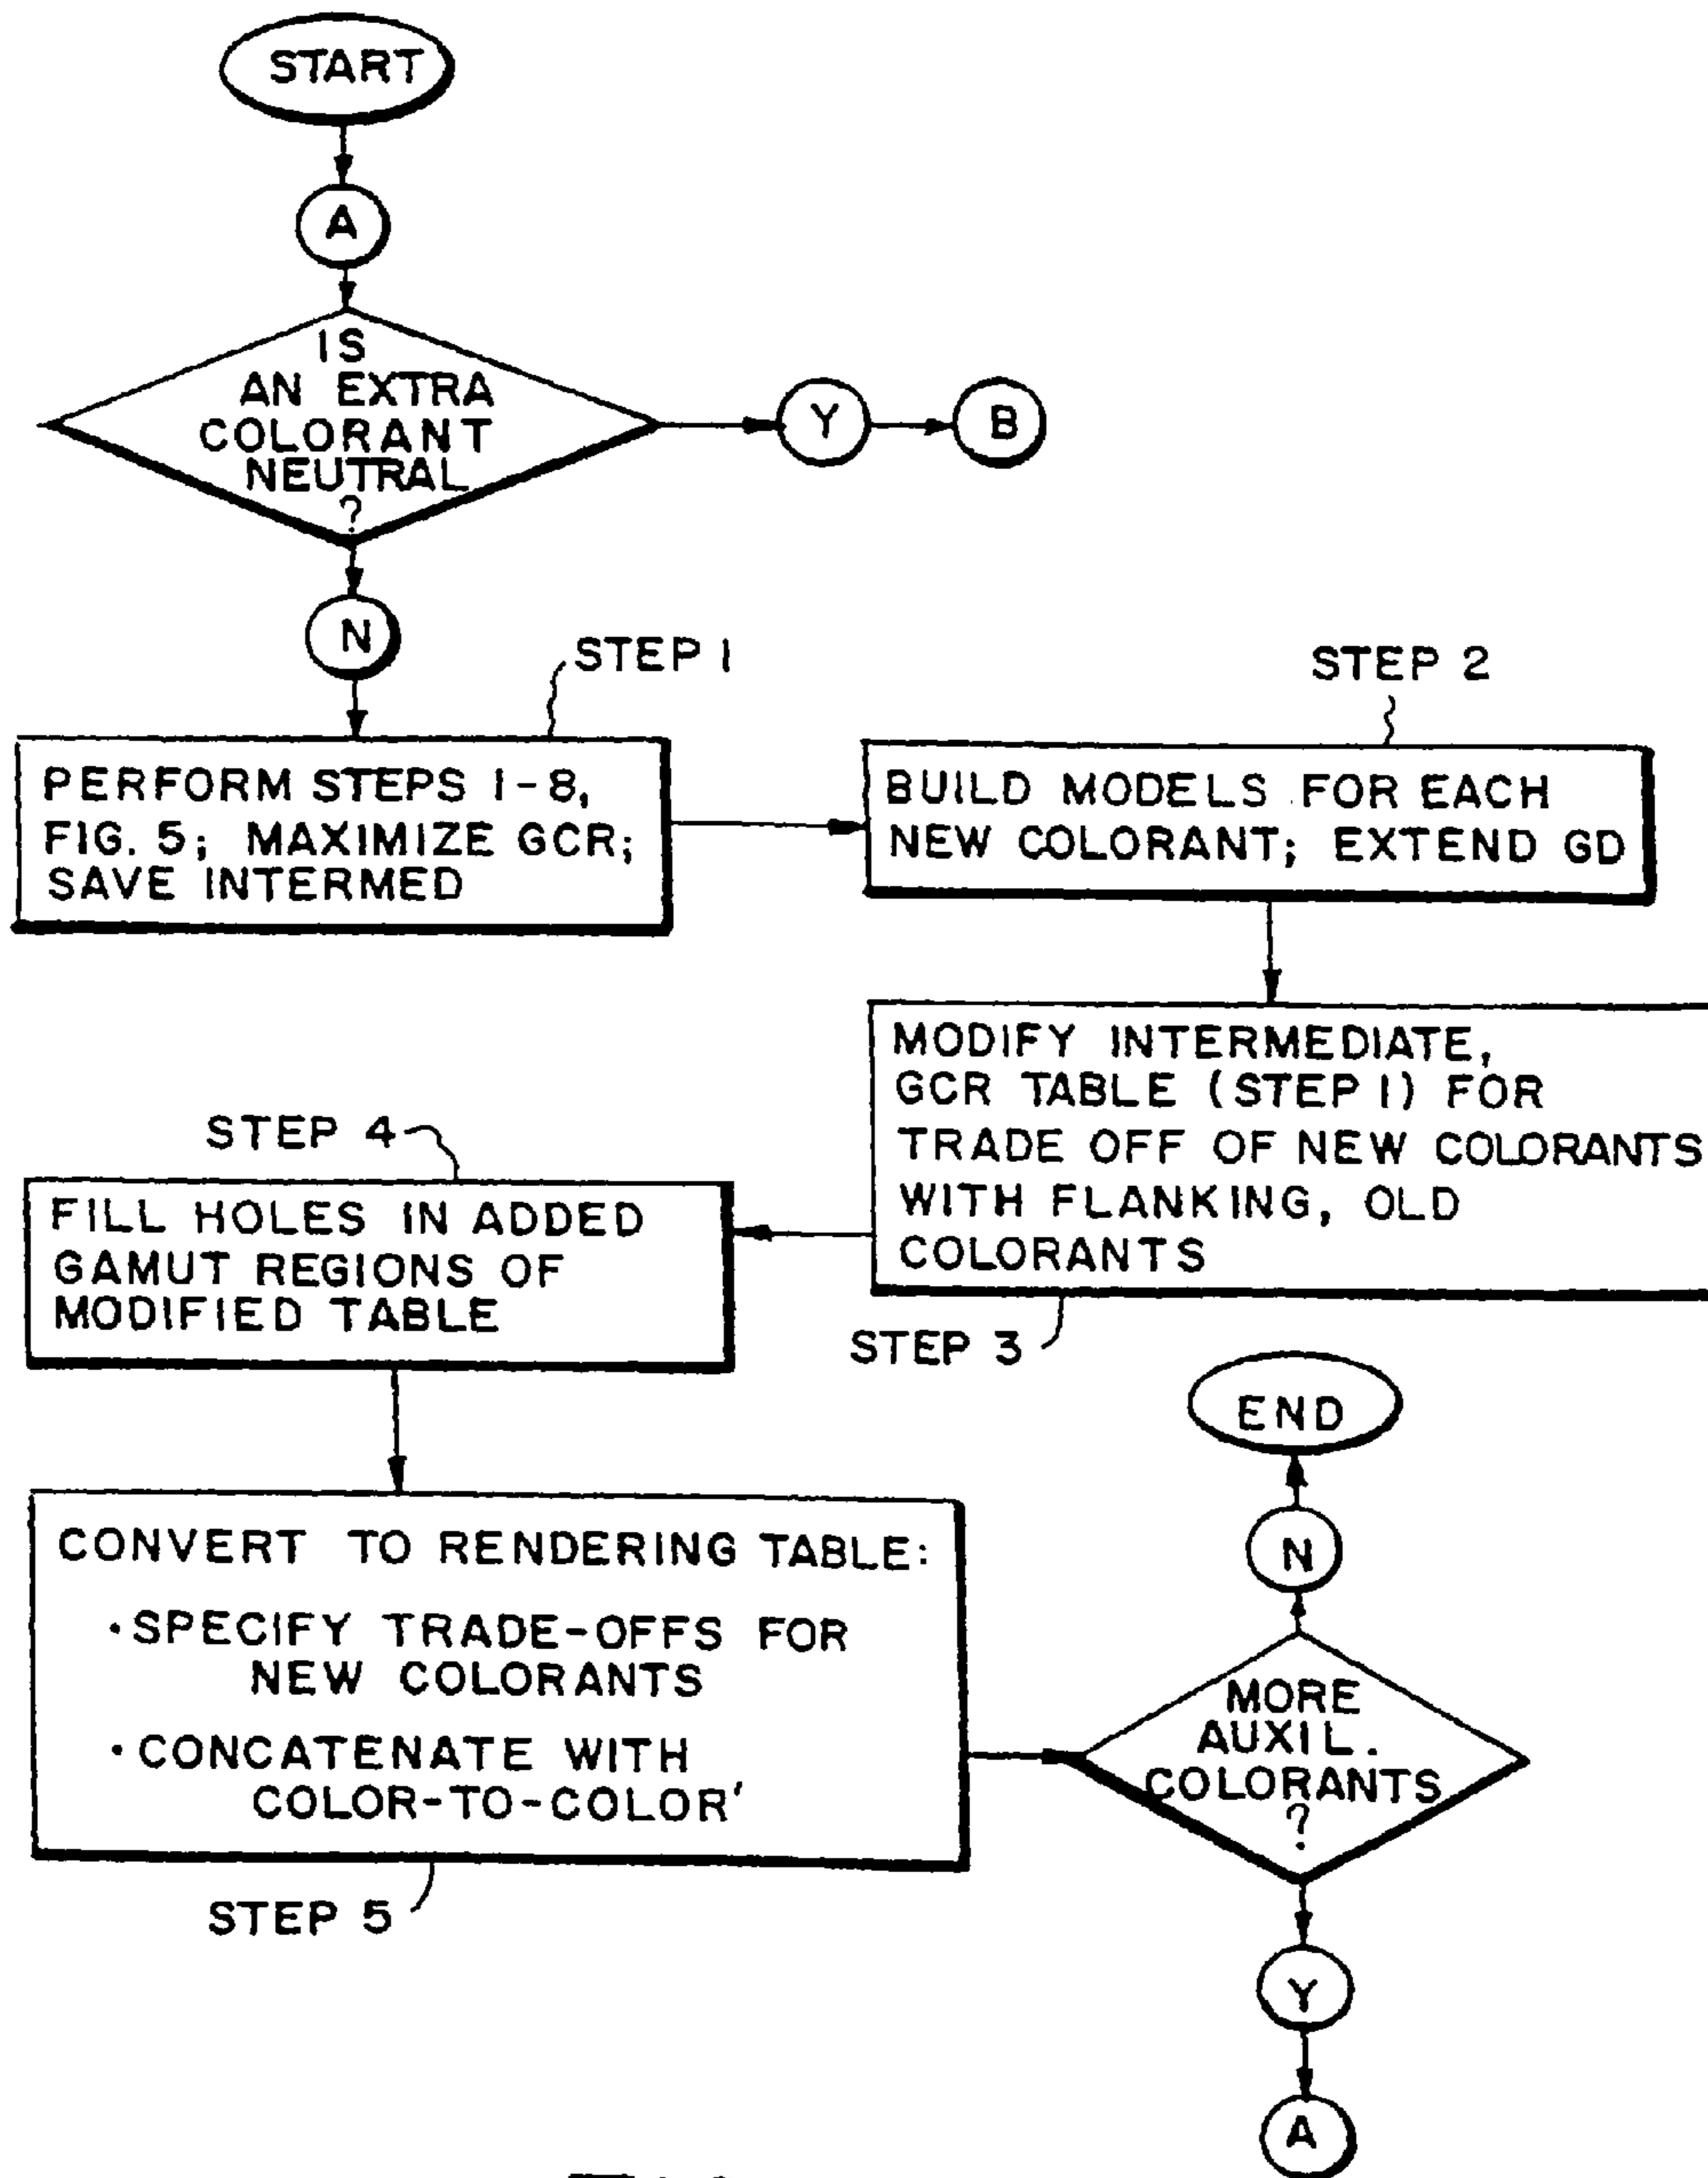 START
A
IS
AN EXTRA
COLORANT
NEUTRAL
?
Y
B
N
STEP 1
PERFORM STEPS 1-8,
FIG. 5; MAXIMIZE GCR;
SAVE INTERMED
STEP 2
BUILD MODELS FOR EACH
NEW COLORANT; EXTEND GD
MODIFY INTERMEDIATE,
GCR TABLE (STEP 1) FOR
TRADE OFF OF NEW COLORANTS
WITH FLANKING, OLD
COLORANTS
STEP 3
STEP 4
FILL HOLES IN ADDED
GAMUT REGIONS OF
MODIFIED TABLE
CONVERT TO RENDERING TABLE:
•SPECIFY TRADE-OFFS FOR
NEW COLORANTS
•CONCATENATE WITH
COLOR-TO-COLOR'
STEP 5
END
N
MORE
AUXIL.
COLORANTS
?
Y
A